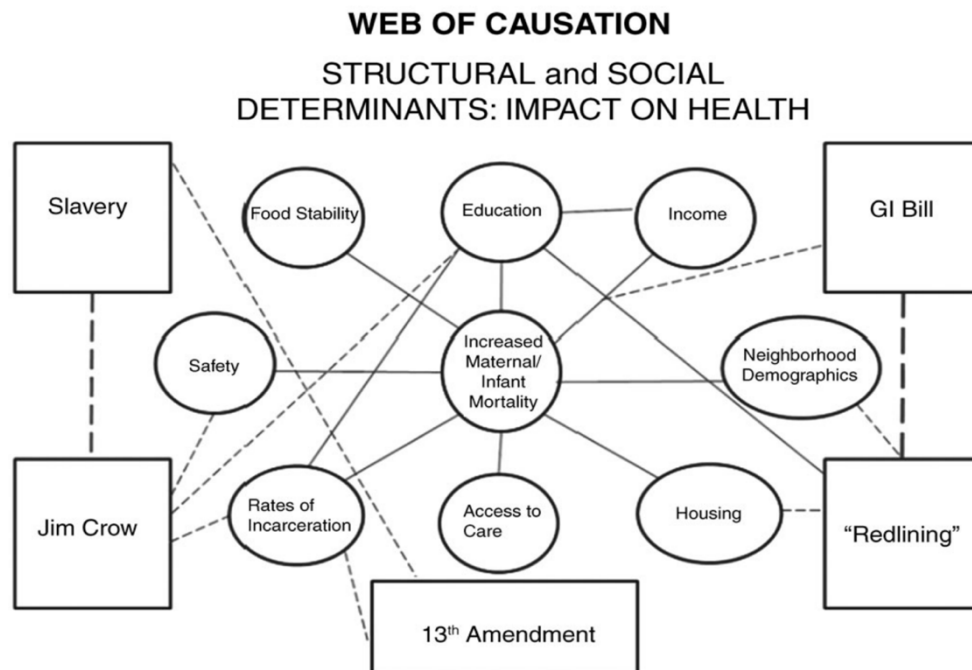 WEB OF CAUSATION
STRUCTURAL and SOCIAL
DETERMINANTS: IMPACT ON HEALTH
Slavery
Food Stability
Education
Income
GI Bill
Safety
Increased
Maternal/
Infant
Mortality
Neighborhood
Demographics
Jim Crow
Rates of
Incarceration
Access to
Care
Housing
“Redlining”
13th Amendment